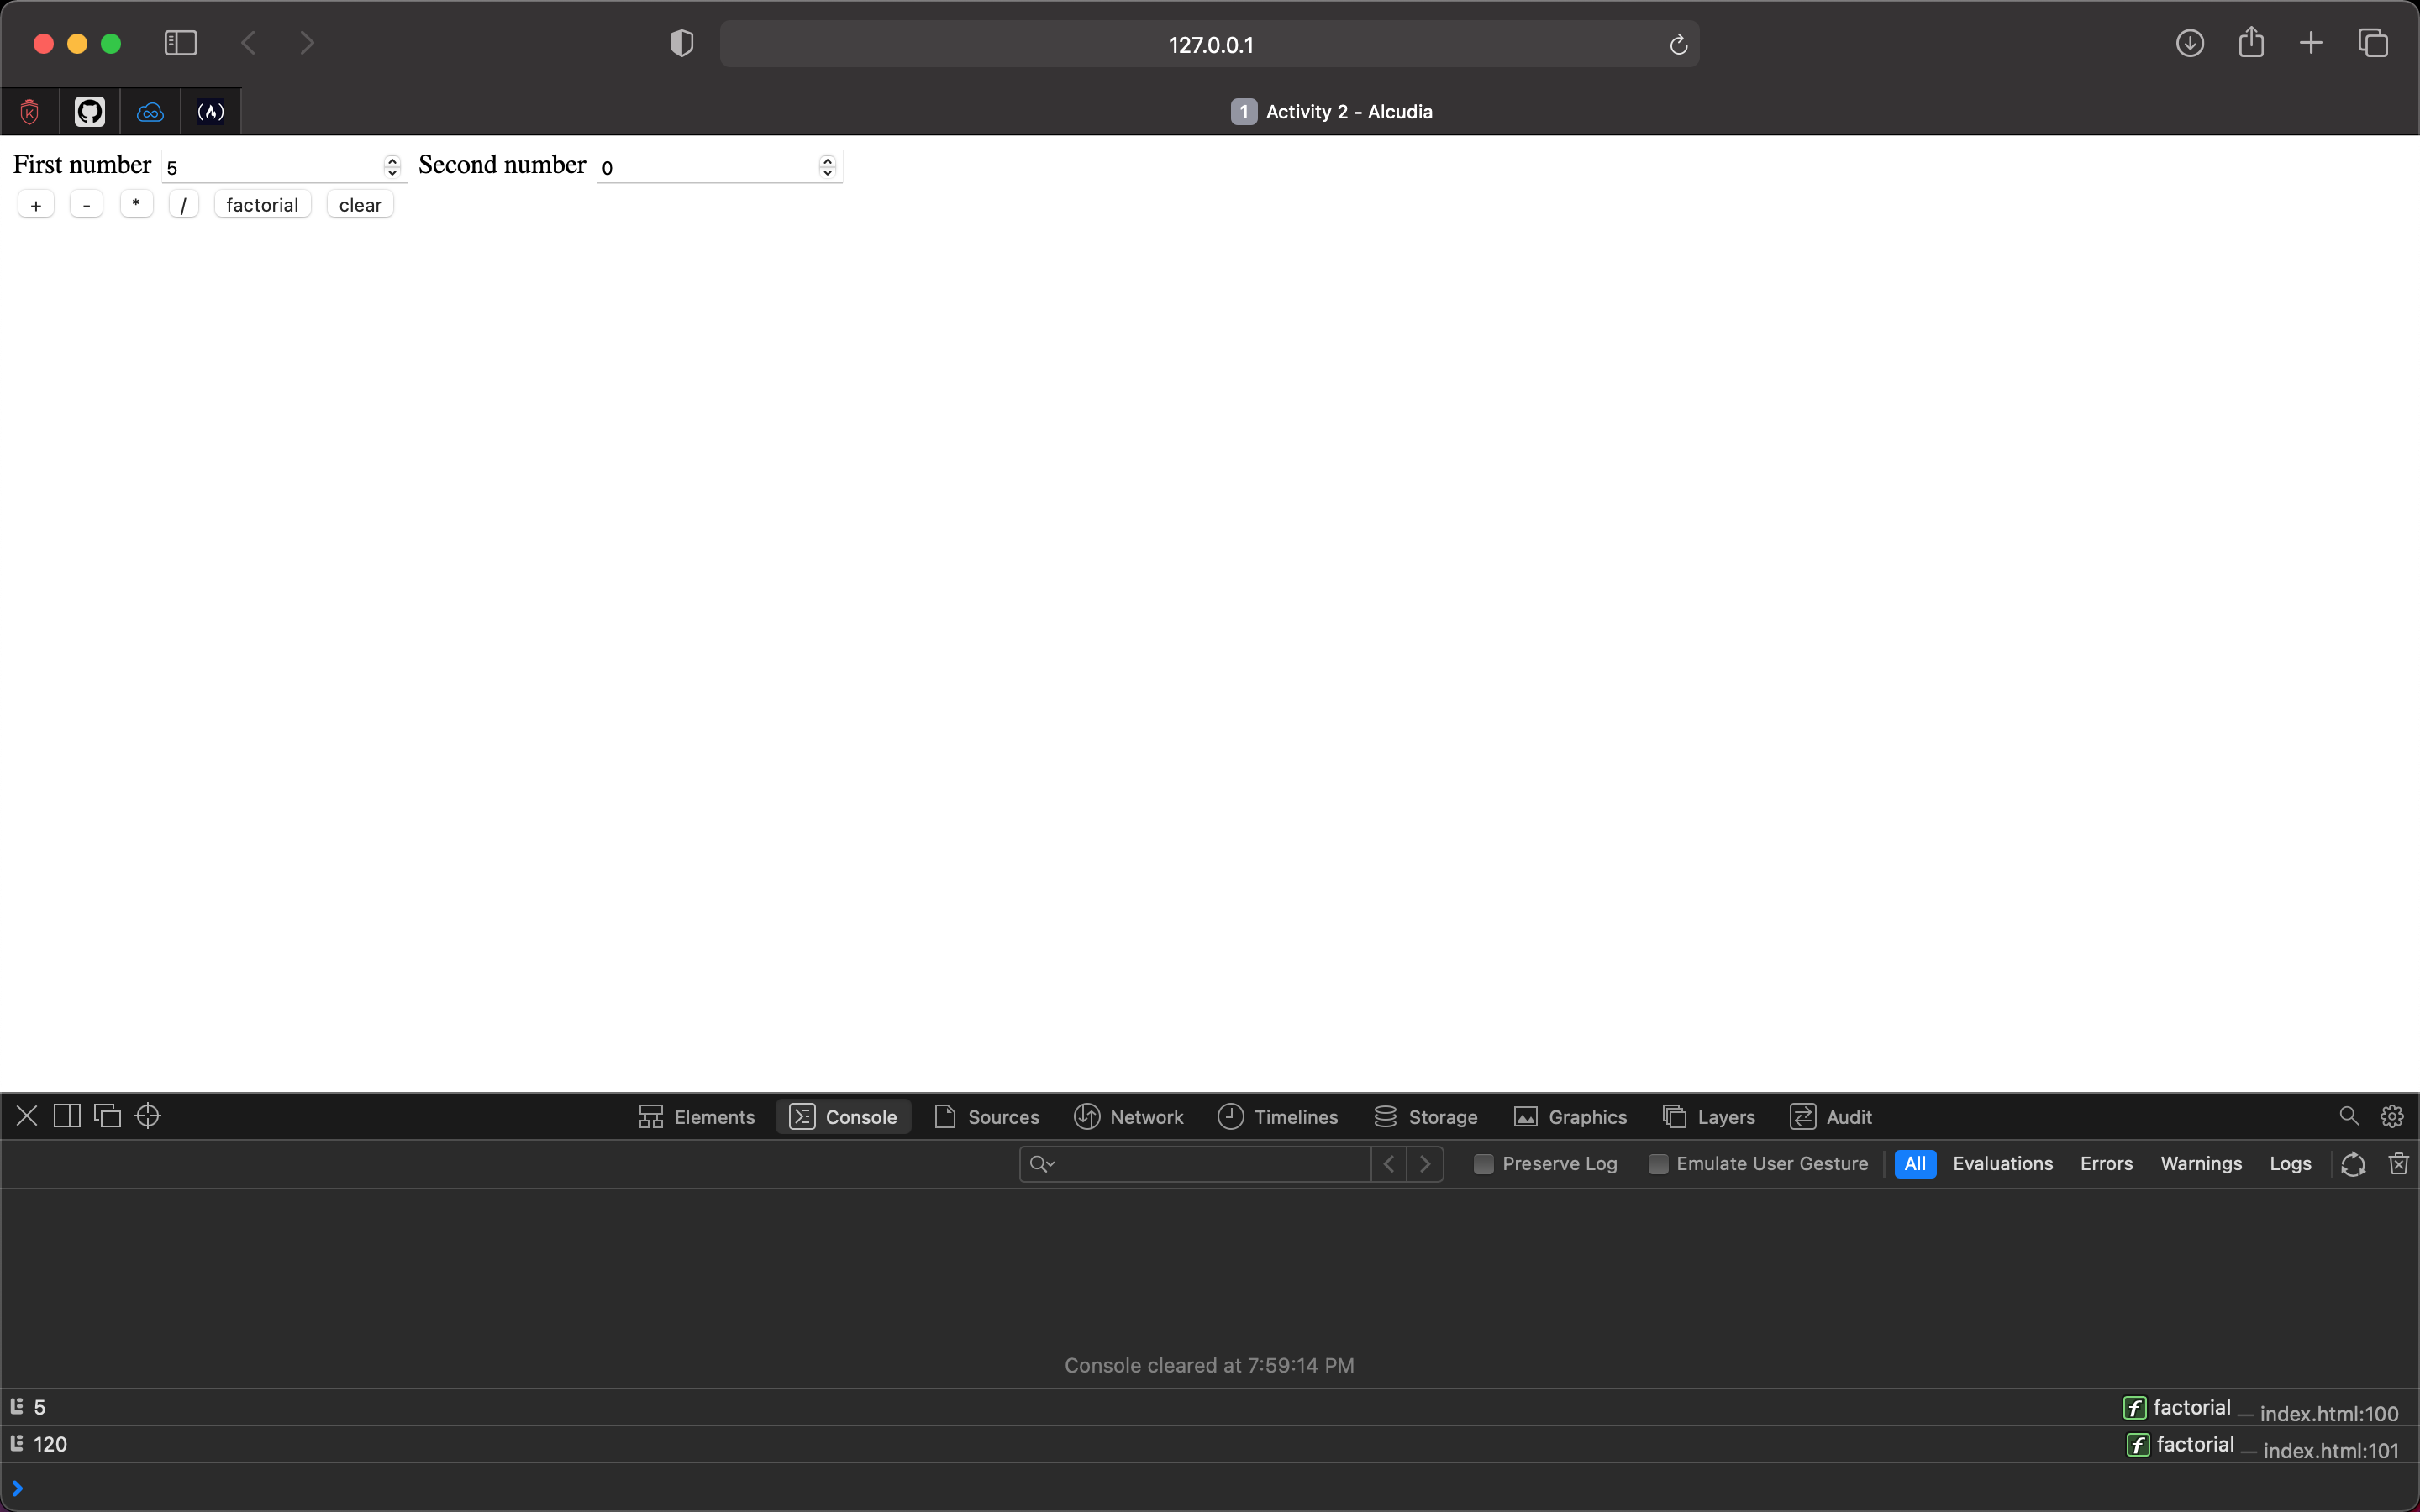 127.0.0.1
1 Activity 2 - Alcudia
First number 5 Second number 0
+ - * / factorial clear
Elements Console Sources Network Timelines Storage Graphics Layers Audit
Preserve Log Emulate User Gesture All Evaluations Errors Warnings Logs
Console cleared at 7:59:14 PM
5 f factorial — index.html:100
120 f factorial — index.html:101